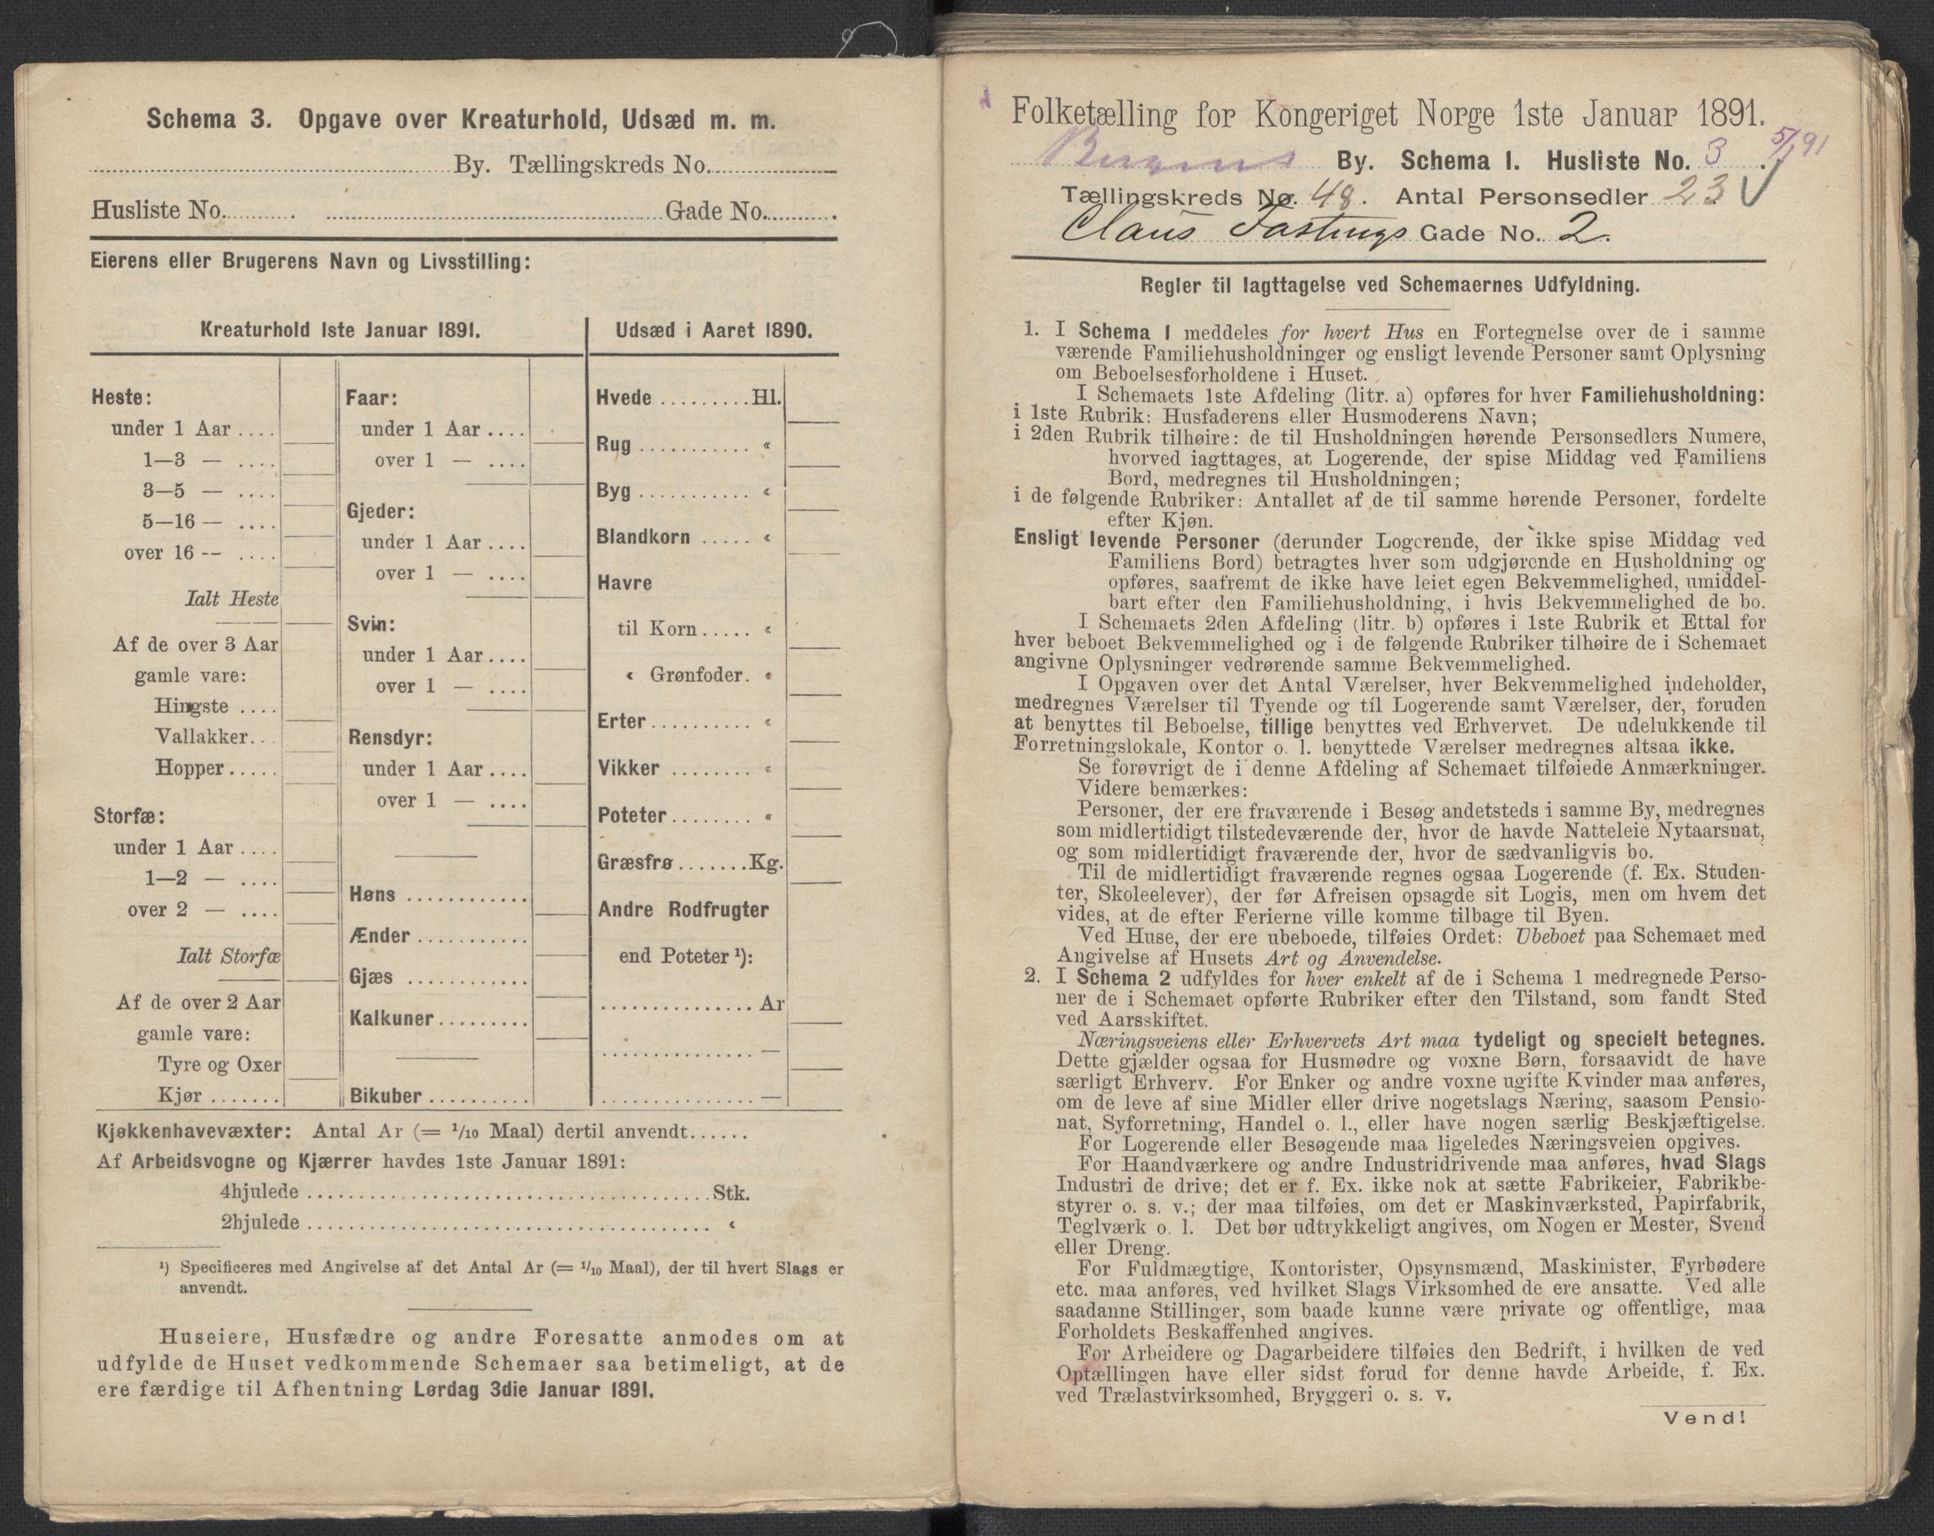 Schema 3. Opgave over Kreaturhold, Udsæd m. m.
By. Tællingskreds No.
Husliste No. Gade No.
Eierens eller Brugerens Navn og Livsstilling:
Kreaturhold 1ste Januar 1891.
Heste:
under 1 Aar ....
1—3 — ....
3—5 — ....
5—16 — ....
over 16 -- ....
Ialt Heste
Af de over 3 Aar
gamle vare:
Hingste ....
Vallakker...
Hopper.....
Storfæ:
under 1 Aar ....
1—2 — ....
over 2 — ....
Ialt Storfæ
Af de over 2 Aar
gamle vare:
Tyre og Oxer
Kjør .......
Faar:
under 1 Aar ....
over 1 — ....
Gjeder:
under 1 Aar ....
over 1 — ....
Svin:
under 1 Aar ....
over 1 — ....
Rensdyr:
under 1 Aar ....
over 1 — ....
Høns ............
Ænder ...........
Gjæs ............
Kalkuner.........
Bikuber ..........
Udsæd i Aaret 1890.
Hvede .........Hl.
Rug ........... «
Byg ........... «
Blandkorn ..... «
Havre
til Korn..... «
« Grønfoder. «
Erter .......... «
Vikker ........ «
Poteter........ «
Græsfrø.......Kg.
Andre Rodfrugter
end Poteter ¹):
............... Ar
............... —
............... —
Kjøkkenhavevæxter: Antal Ar (= 1/10 Maal) dertil anvendt......
Af Arbeidsvogne og Kjærrer havdes 1ste Januar 1891:
4hjulede ........................................Stk.
2hjulede ........................................ «
¹) Specificeres med Angivelse af det Antal Ar (= 1/10 Maal), der til hvert Slags er
anvendt.
Huseiere, Husfædre og andre Foresatte anmodes om at
udfylde de Huset vedkommende Schemaer saa betimeligt, at de
ere færdige til Afhentning Lørdag 3die Januar 1891.
Folketælling for Kongeriget Norge 1ste Januar 1891.
Bergens By. Schema 1. Husliste No. 3. 5/1 91
Tællingskreds No. 48. Antal Personsedler 23
Claus Fastings Gade No. 2.
Regler til Iagttagelse ved Schemaernes Udfyldning.
1. I Schema 1 meddeles for hvert Hus en Fortegnelse over de i samme
værende Familiehusholdninger og ensligt levende Personer samt Oplysning
om Beboelsesforholdene i Huset.
I Schemaets 1ste Afdeling (litr. a) opføres for hver Familiehusholdning:
i 1ste Rubrik: Husfaderens eller Husmoderens Navn;
i 2den Rubrik tilhøire: de til Husholdningen hørende Personsedlers Numere,
hvorved iagttages, at Logerende, der spise Middag ved Familiens
Bord, medregnes til Husholdningen;
i de følgende Rubriker: Antallet af de til samme hørende Personer, fordelte
efter Kjøn.
Ensligt levende Personer (derunder Logerende, der ikke spise Middag ved
Familiens Bord) betragtes hver som udgjørende en Husholdning og
opføres, saafremt de ikke have leiet egen Bekvemmelighed, umiddel-
bart efter den Familiehusholdning, i hvis Bekvemmelighed de bo.
I Schemaets 2den Afdeling (litr. b) opføres i 1ste Rubrik et Ettal for
hver beboet Bekvemmelighed og i de følgende Rubriker tilhøire de i Schemaet
angivne Oplysninger vedrørende samme Bekvemmelighed.
I Opgaven over det Antal Værelser, hver Bekvemmelighed indeholder,
medregnes Værelser til Tyende og til Logerende samt Værelser, der, foruden
at benyttes til Beboelse, tillige benyttes ved Erhvervet. De udelukkende til
Forretningslokale, Kontor o. l. benyttede Værelser medregnes altsaa ikke.
Se forøvrigt de i denne Afdeling af Schemaet tilføiede Anmærkninger.
Videre bemærkes:
Personer, der ere fraværende i Besøg andetsteds i samme By, medregnes
som midlertidigt tilstedeværende der, hvor de havde Natteleie Nytaarsnat,
og som midlertidigt fraværende der, hvor de sædvanligvis bo.
Til de midlertidigt fraværende regnes ogsaa Logerende (f. Ex. Studen-
ter, Skoleelever), der før Afreisen opsagde sit Logis, men om hvem det
vides, at de efter Ferierne ville komme tilbage til Byen.
Ved Huse, der ere ubeboede, tilføies Ordet: Ubeboet paa Schemaet med
Angivelse af Husets Art og Anvendelse.
2. I Schema 2 udfyldes for hver enkelt af de i Schema 1 medregnede Perso-
ner de i Schemaet opførte Rubriker efter den Tilstand, som fandt Sted
ved Aarsskiftet.
Næringsveiens eller Erhvervets Art maa tydeligt og specielt betegnes.
Dette gjælder ogsaa for Husmødre og voxne Børn, forsaavidt de have
særligt Erhverv. For Enker og andre voxne ugifte Kvinder maa anføres,
om de leve af sine Midler eller drive nogetslags Næring, saasom Pensio-
nat, Syforretning, Handel o. l., eller have nogen særlig Beskjæftigelse.
For Logerende eller Besøgende maa ligeledes Næringsveien opgives.
For Haandværkere og andre Industridrivende maa anføres, hvad Slags
Industri de drive; det er f. Ex. ikke nok at sætte Fabrikeier, Fabrikbe-
styrer o. s. v.; der maa tilføies, om det er Maskinværksted, Papirfabrik,
Teglværk o. l. Det bør udtrykkeligt angives, om Nogen er Mester, Svend
eller Dreng.
For Fuldmægtige, Kontorister, Opsynsmænd, Maskinister, Fyrbødere
etc. maa anføres, ved hvilket Slags Virksomhed de ere ansatte. Ved alle
saadanne Stillinger, som baade kunne være private og offentlige, maa
Forholdets Beskaffenhed angives.
For Arbeidere og Dagarbeidere tilføies den Bedrift, i hvilken de ved
Optællingen have eller sidst forud for denne havde Arbeide, f. Ex.
ved Trælastvirksomhed, Bryggeri o. s. v.
Vend!